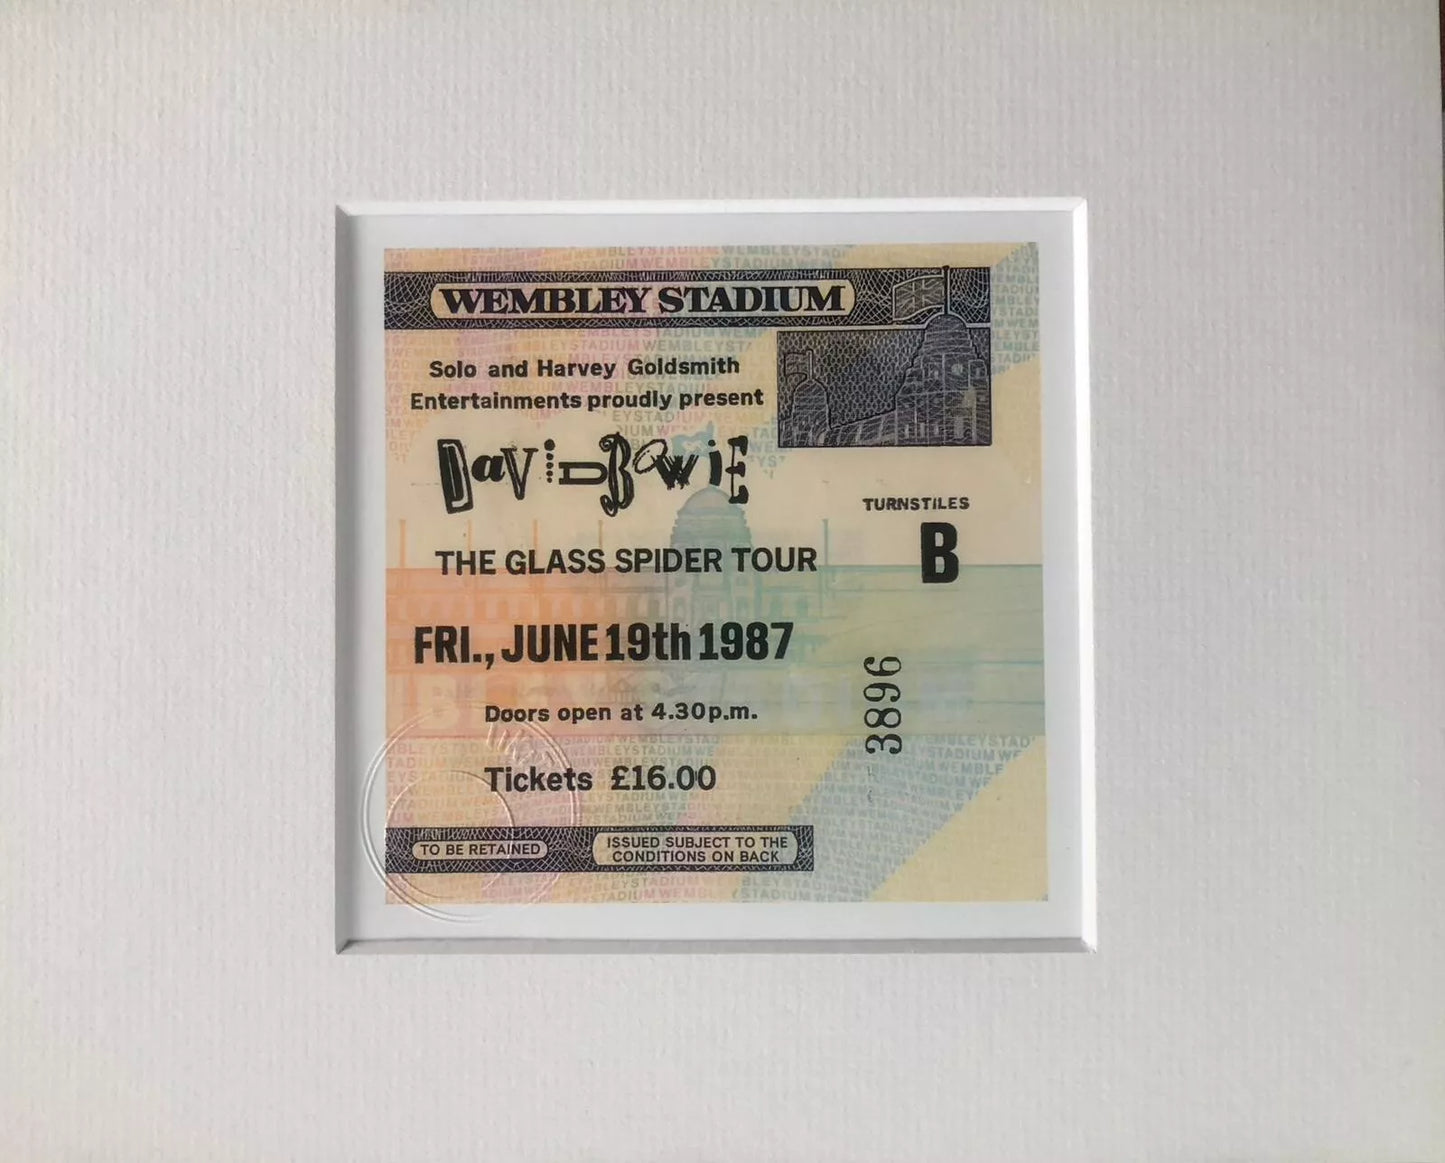 WEMBLEY STADIUM
Solo and Harvey Goldsmith
Entertainments proudly present
DaViDBOWiE
THE GLASS SPIDER TOUR
TURNSTILES
B
FRI., JUNE 19th 1987
Doors open at 4.30p.m.
3896
Tickets £16.00
TO BE RETAINED
ISSUED SUBJECT TO THE
CONDITIONS ON BACK